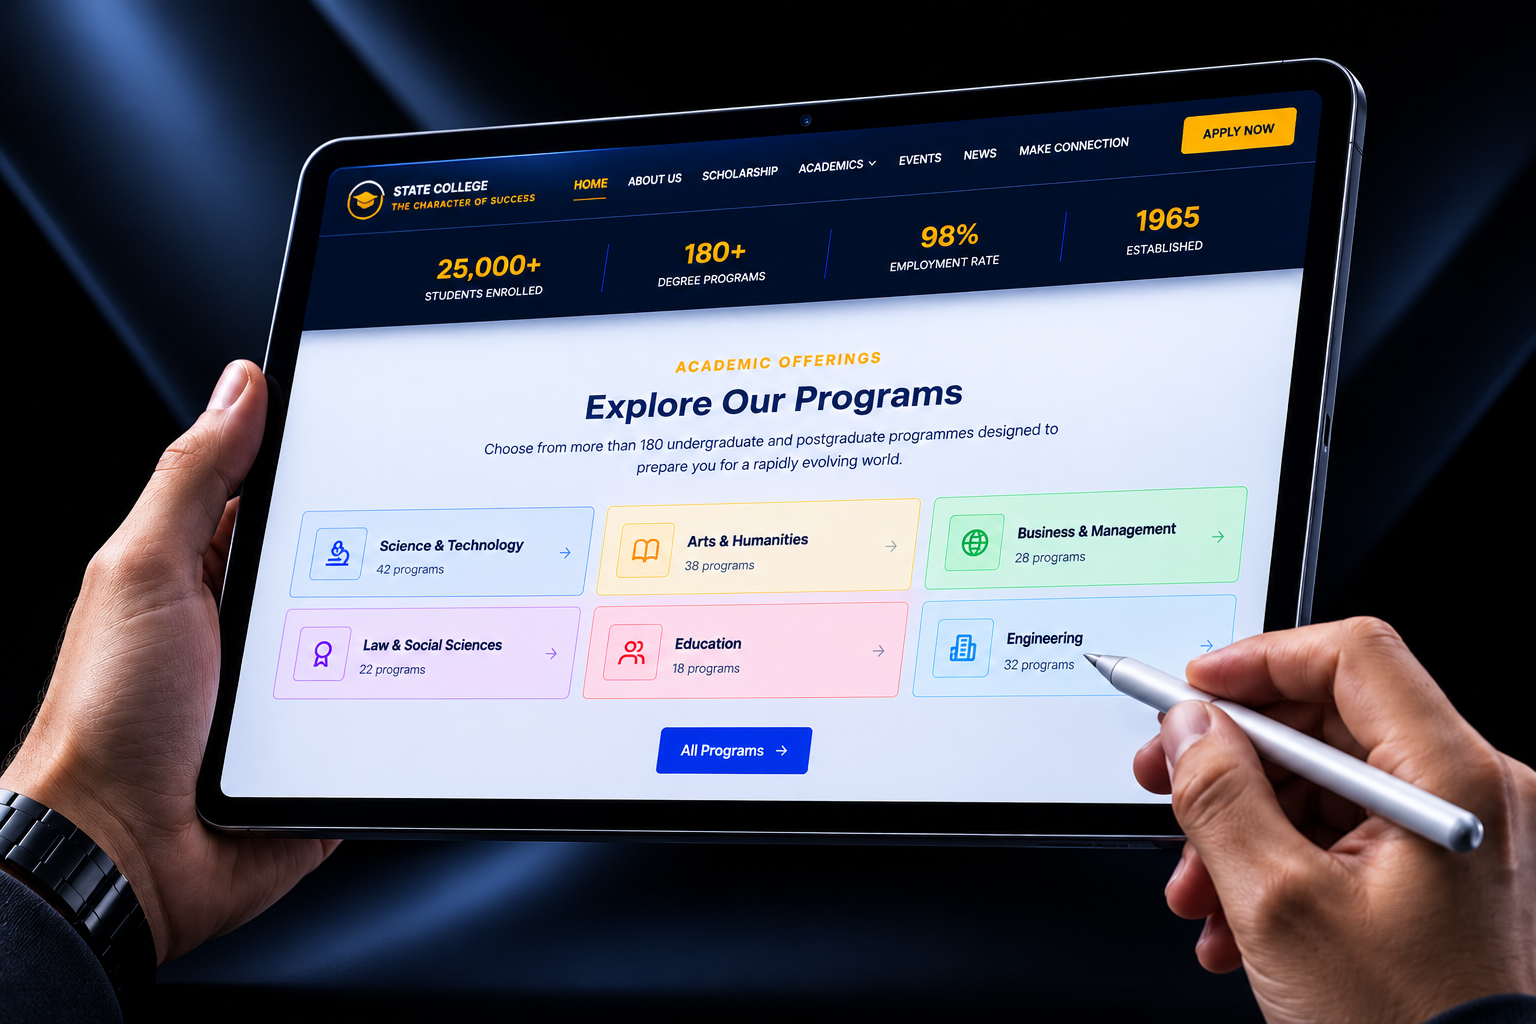 STATE COLLEGE
THE CHARACTER OF SUCCESS
HOME
ABOUT US
SCHOLARSHIP
ACADEMICS
EVENTS
NEWS
MAKE CONNECTION
APPLY NOW
25,000+
STUDENTS ENROLLED
180+
DEGREE PROGRAMS
98%
EMPLOYMENT RATE
1965
ESTABLISHED
ACADEMIC OFFERINGS
Explore Our Programs
Choose from more than 180 undergraduate and postgraduate programmes designed to
prepare you for a rapidly evolving world.
Science & Technology
42 programs
Arts & Humanities
38 programs
Business & Management
28 programs
Law & Social Sciences
22 programs
Education
18 programs
Engineering
32 programs
All Programs